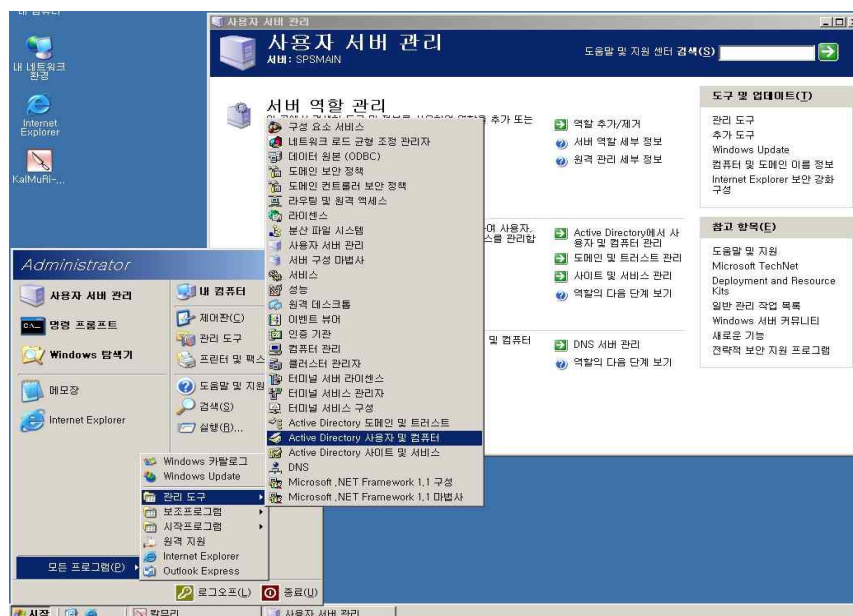 내 컴퓨터
내 네트워크
환경
Internet
Explorer
KalMuRi-...
사용자 서버 관리
사용자 서버 관리
서버: SPSMAIN
도움말 및 지원 센터 검색(S)
서버 역할 관리
추가 또는
역할 추가/제거
서버 역할 세부 정보
원격 관리 세부 정보
여 사용자,
스를 관리합
Active Directory에서 사
용자 및 컴퓨터 관리
도메인 및 트러스트 관리
사이트 및 서비스 관리
역할의 다음 단계 보기
및 컴퓨터
DNS 서버 관리
역할의 다음 단계 보기
도구 및 업데이트(T)
관리 도구
추가 도구
Windows Update
컴퓨터 및 도메인 이름 정보
Internet Explorer 보안 강화
구성
참고 항목(E)
도움말 및 지원
Microsoft TechNet
Deployment and Resource
Kits
일반 관리 작업 목록
Windows 서버 커뮤니티
새로운 기능
전략적 보안 지원 프로그램
구성 요소 서비스
네트워크 로드 균형 조정 관리자
데이터 원본 (ODBC)
도메인 보안 정책
도메인 컨트롤러 보안 정책
라우팅 및 원격 액세스
라이센스
분산 파일 시스템
사용자 서버 관리
서버 구성 마법사
서비스
성능
원격 데스크톱
이벤트 뷰어
인증 기관
컴퓨터 관리
클러스터 관리자
터미널 서버 라이센스
터미널 서비스 관리자
터미널 서비스 구성
Active Directory 도메인 및 트러스트
Active Directory 사용자 및 컴퓨터
Active Directory 사이트 및 서비스
DNS
Microsoft .NET Framework 1.1 구성
Microsoft .NET Framework 1.1 마법사
Administrator
사용자 서버 관리
명령 프롬프트
Windows 탐색기
메모장
Internet Explorer
모든 프로그램(P)
내 컴퓨터
제어판(C)
관리 도구
프린터 및 팩스
도움말 및 지원
검색(S)
실행(R)...
Windows 카탈로그
Windows Update
관리 도구
보조프로그램
시작프로그램
원격 지원
Internet Explorer
Outlook Express
로그오프(L)
종료(U)
시작
칼무리
사용자 서버 관리